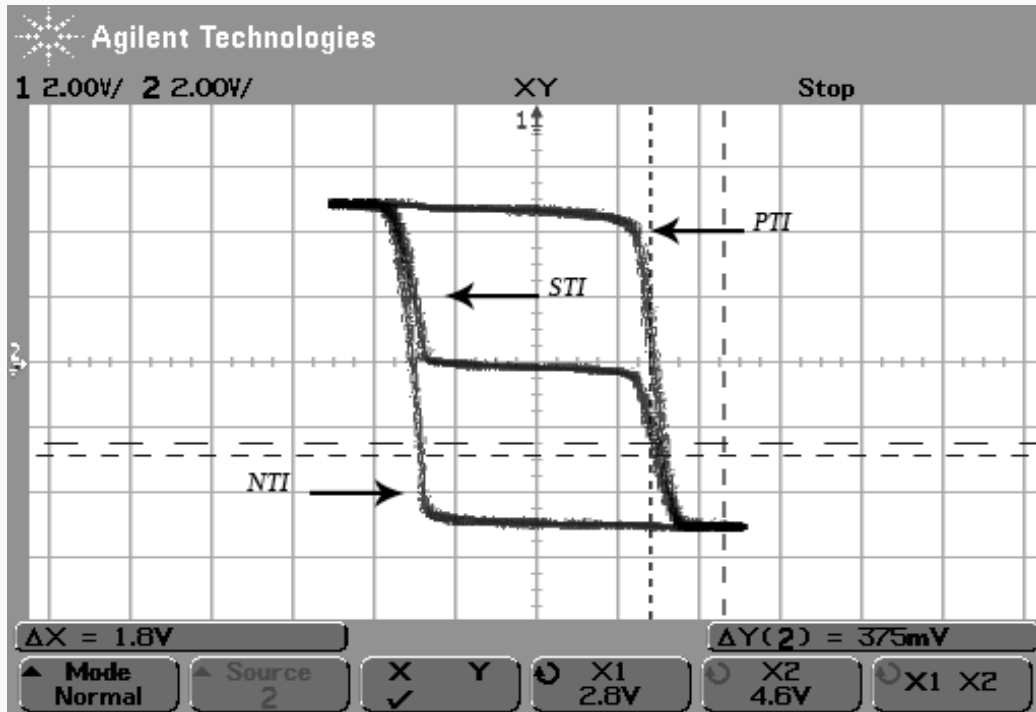 Agilent Technologies
1 2.00V/ 2 2.00V/ XY Stop
1
PTI
STI
2
NTI
ΔX = 1.8V ΔY(2) = 375mV
Mode Source X Y X1 X2 X1 X2
Normal 2 ✓ 2.8V 4.6V